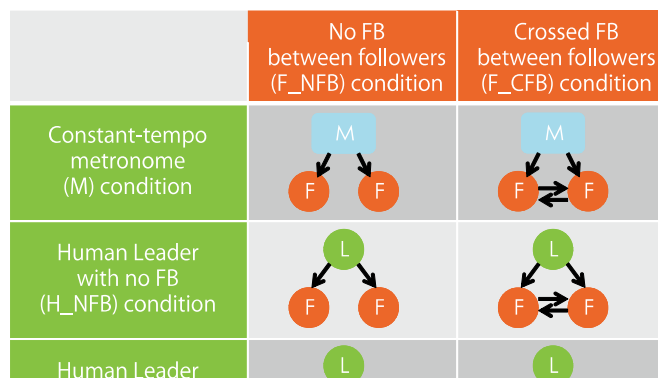 No FB
between followers
(F_NFB) condition
Crossed FB
between followers
(F_CFB) condition
Constant-tempo
metronome
(M) condition
M
F F
M
F F
Human Leader
with no FB
(H_NFB) condition
L
F F
L
F F
Human Leader
L
L